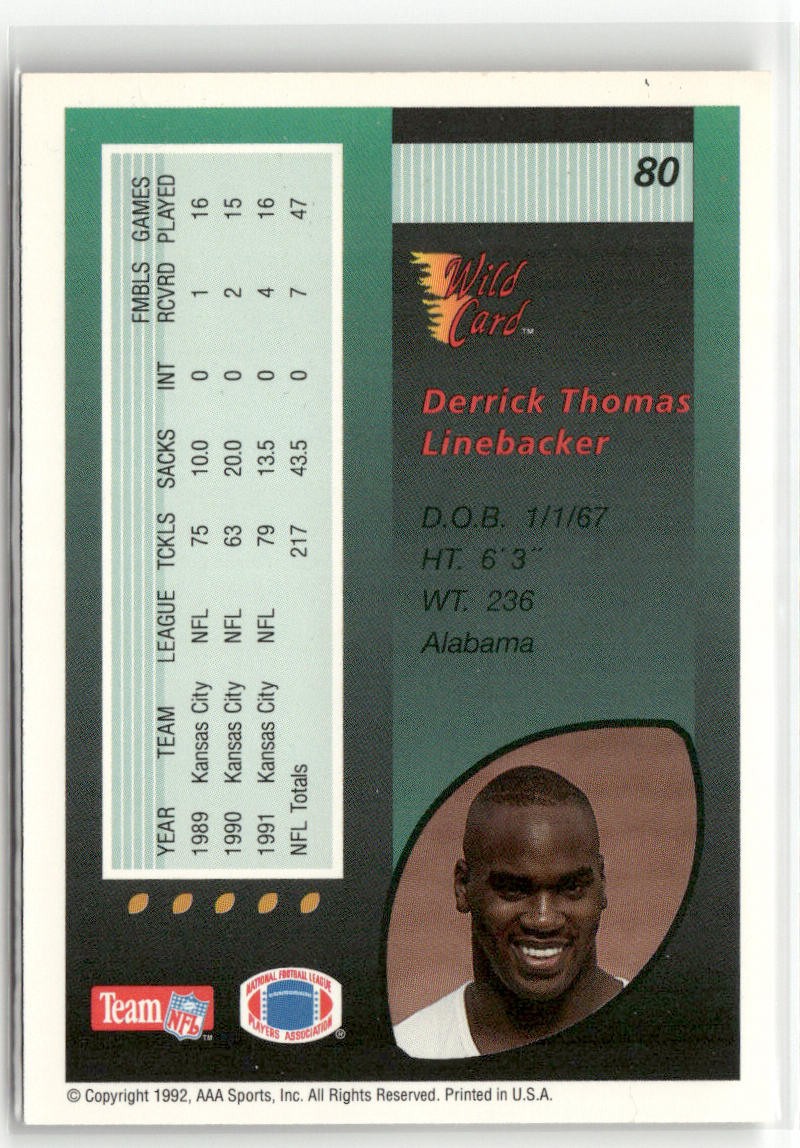 80
Wild
Card™
Derrick Thomas
Linebacker
D.O.B. 1/1/67
HT. 6'3"
WT. 236
Alabama
FMBLS GAMES
YEAR TEAM LEAGUE TCKLS SACKS INT RCVRD PLAYED
1989 Kansas City NFL 75 10.0 0 1 16
1990 Kansas City NFL 63 20.0 0 2 15
1991 Kansas City NFL 79 13.5 0 4 16
NFL Totals 217 43.5 0 7 47
Team NFL™
NATIONAL FOOTBALL LEAGUE
PLAYERS ASSOCIATION®
© Copyright 1992, AAA Sports, Inc. All Rights Reserved. Printed in U.S.A.